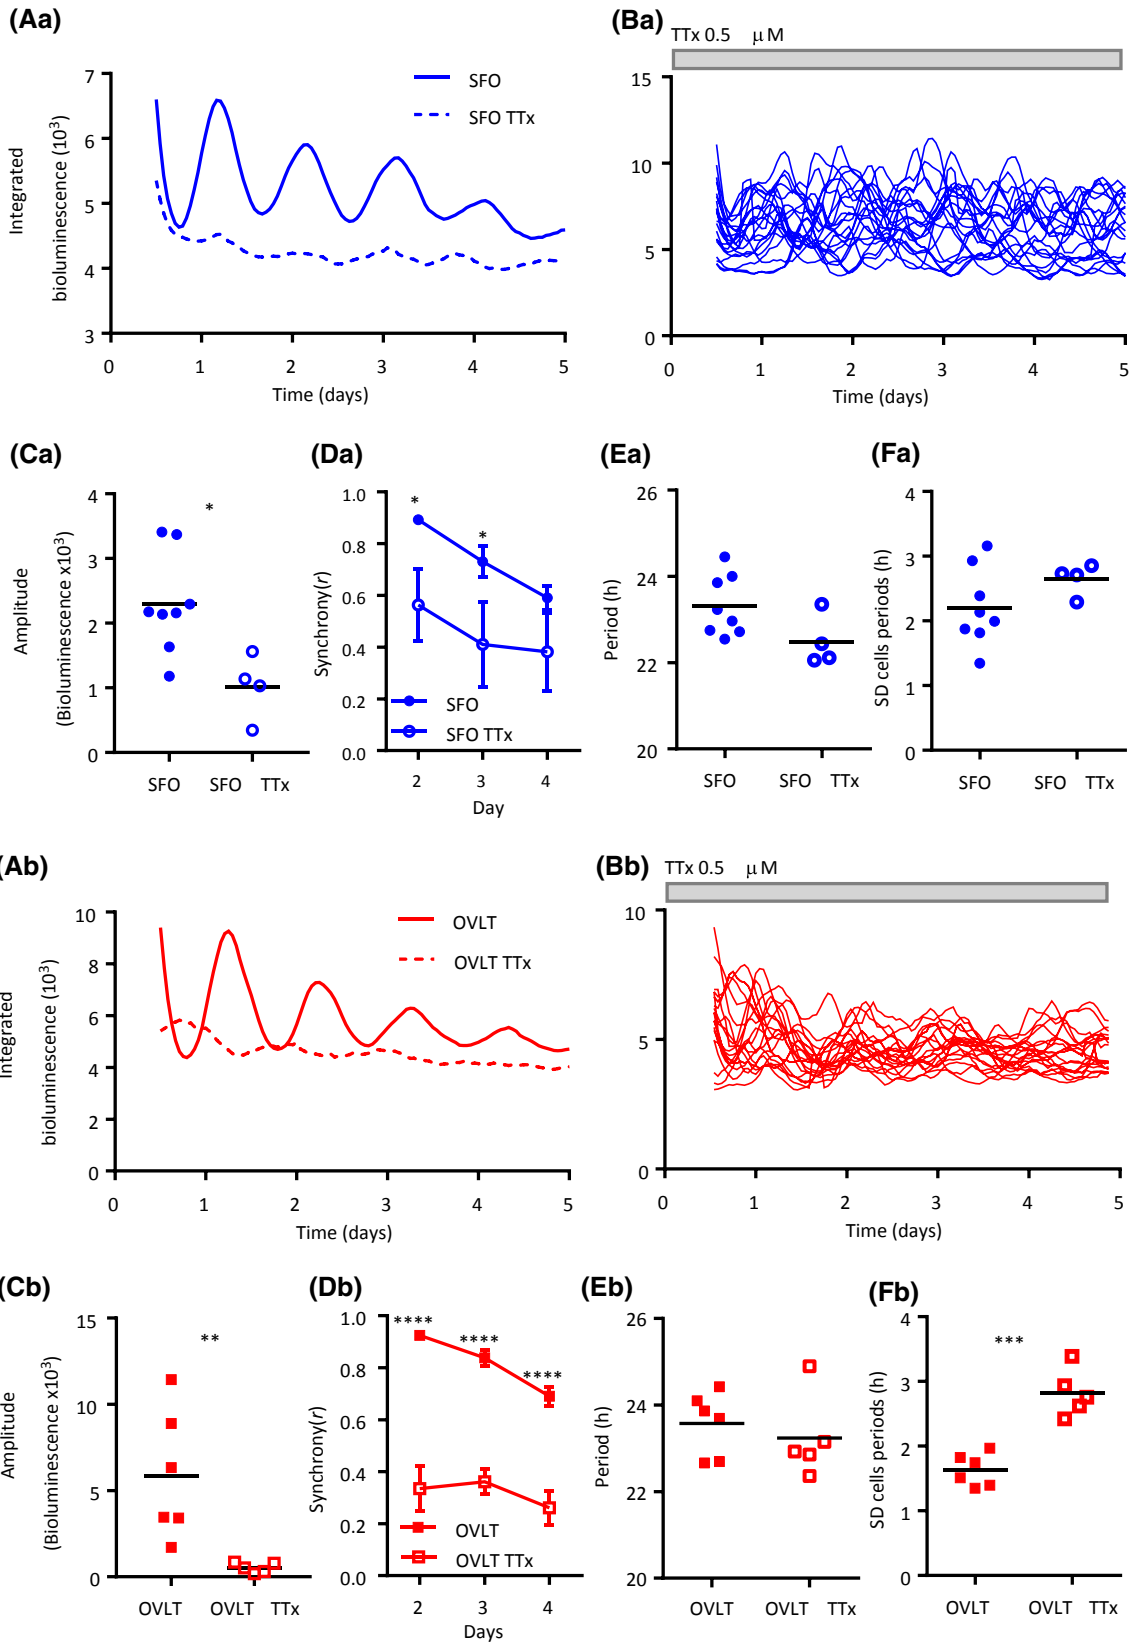 (Aa)
Integrated
bioluminescence (10³)
7
6
5
4
3
0
1
2
3
4
5
Time (days)
SFO
SFO TTx
(Ba)
TTx 0.5 μM
15
10
5
0
0
1
2
3
4
5
Time (days)
(Ca)
Amplitude
(Bioluminescence x10³)
4
3
2
1
0
*
SFO
SFO TTx
(Da)
Synchrony(r)
1.0
0.8
0.6
0.4
0.2
0.0
*
*
SFO
SFO TTx
2
3
4
Day
(Ea)
Period (h)
26
24
22
20
SFO
SFO TTx
(Fa)
SD cells periods (h)
4
3
2
1
0
SFO
SFO TTx
(Ab)
Integrated
bioluminescence (10³)
10
8
6
4
2
0
0
1
2
3
4
5
Time (days)
OVLT
OVLT TTx
(Bb)
TTx 0.5 μM
10
5
0
0
1
2
3
4
5
Time (days)
(Cb)
Amplitude
(Bioluminescence x10³)
15
10
5
0
**
OVLT
OVLT TTx
(Db)
Synchrony(r)
1.0
0.8
0.6
0.4
0.2
0.0
****
****
****
OVLT
OVLT TTx
2
3
4
Days
(Eb)
Period (h)
26
24
22
20
OVLT
OVLT TTx
(Fb)
SD cells periods (h)
4
3
2
1
0
***
OVLT
OVLT TTx